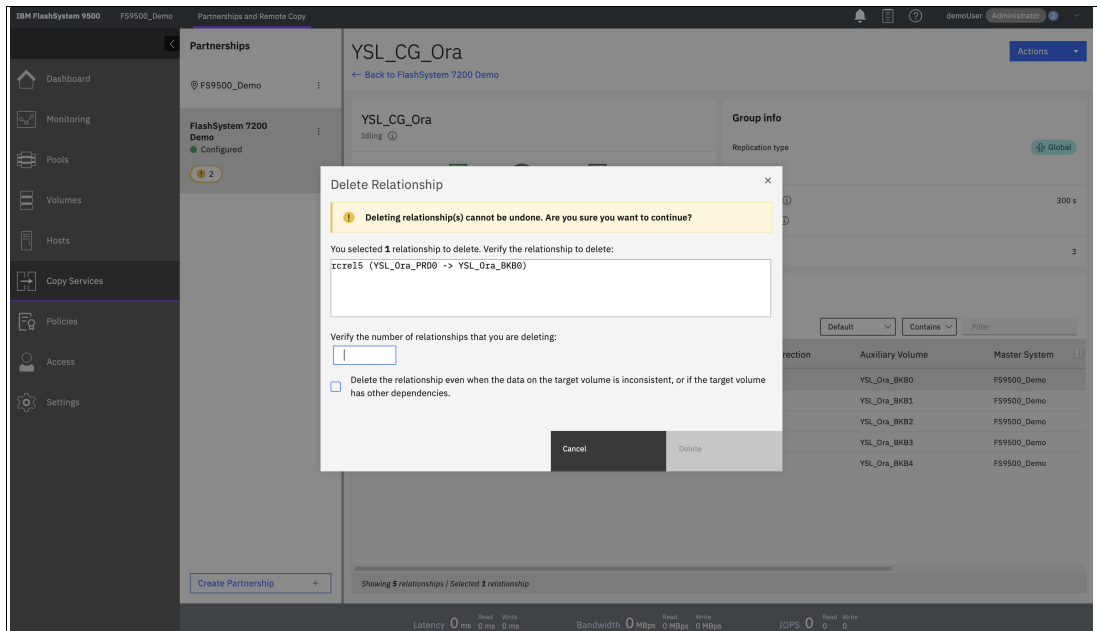 IBM FlashSystem 9500 FS9500_Demo Partnerships and Remote Copy demoUser Administrator 2
Dashboard
Monitoring
Pools
Volumes
Hosts
Copy Services
Policies
Access
Settings
Partnerships
FS9500_Demo
FlashSystem 7200
Demo
Configured
2
Create Partnership +
YSL_CG_Ora
← Back to FlashSystem 7200 Demo
Actions
YSL_CG_Ora
Idling
Group info
Replication type Global
300 s
3
Delete Relationship
Deleting relationship(s) cannot be undone. Are you sure you want to continue?
You selected 1 relationship to delete. Verify the relationship to delete:
rcrel5 (YSL_Ora_PRD0 -> YSL_Ora_BKB0)
Verify the number of relationships that you are deleting:
Delete the relationship even when the data on the target volume is inconsistent, or if the target volume
has other dependencies.
Cancel Delete
Default Contains Filter
rection Auxiliary Volume Master System
YSL_Ora_BKB0 FS9500_Demo
YSL_Ora_BKB1 FS9500_Demo
YSL_Ora_BKB2 FS9500_Demo
YSL_Ora_BKB3 FS9500_Demo
YSL_Ora_BKB4 FS9500_Demo
Showing 5 relationships | Selected 1 relationship
Latency 0 ms Read 0 ms Write 0 ms Bandwidth 0 MBps Read 0 MBps Write 0 MBps IOPS 0 Read 0 Write 0